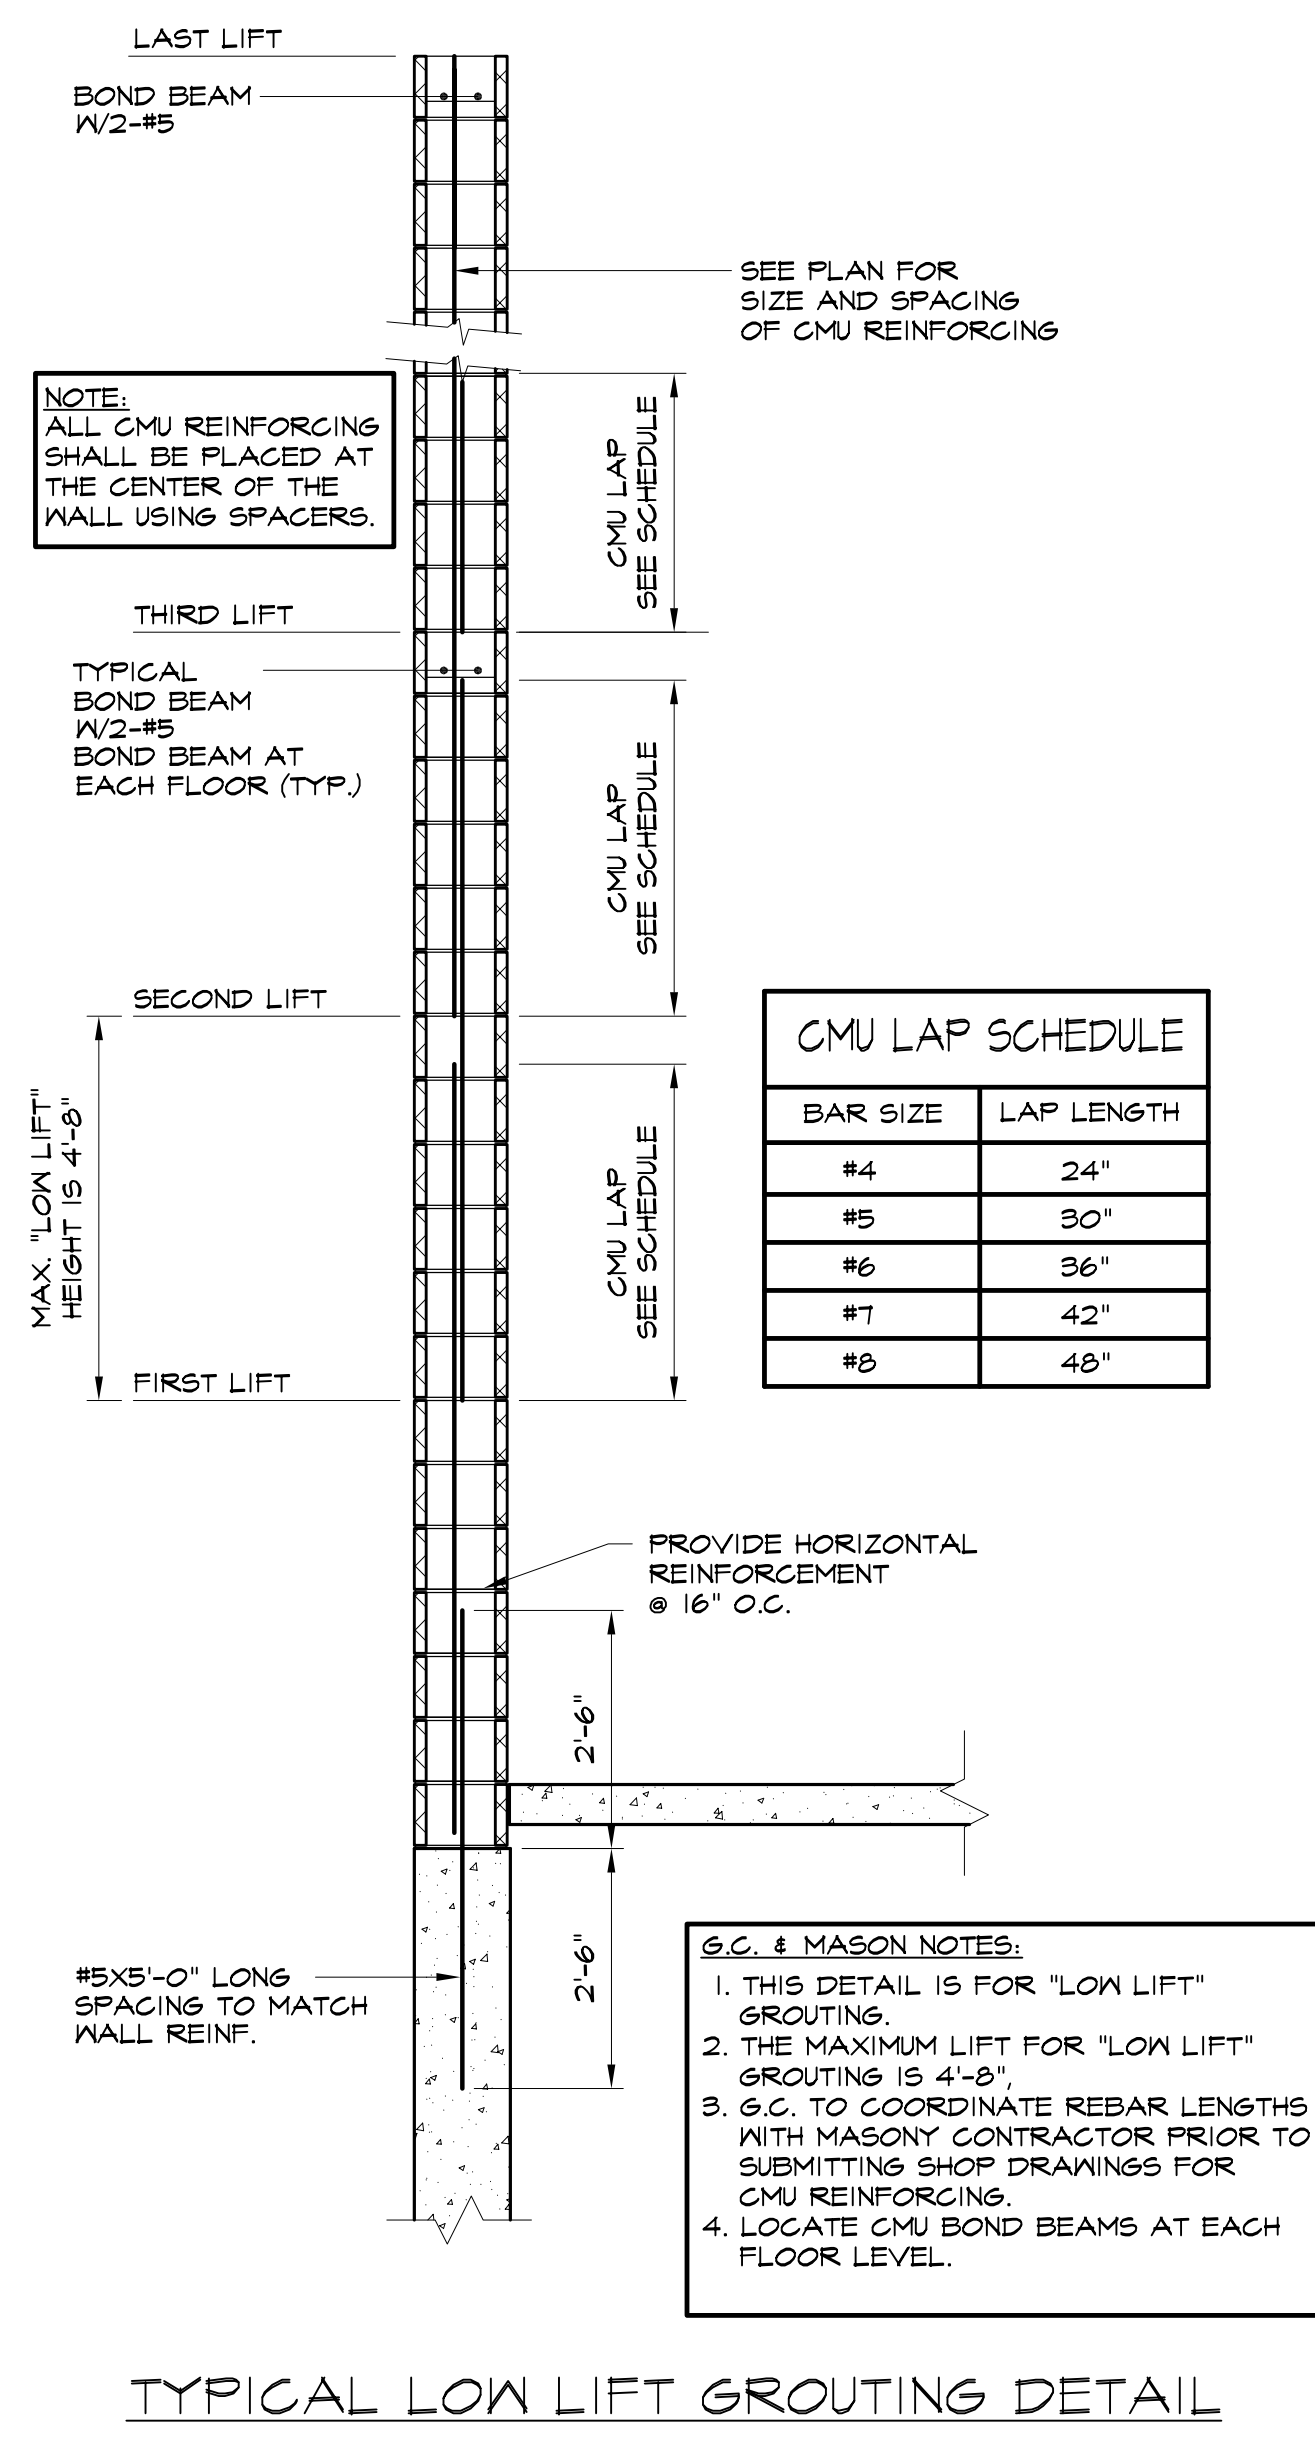 LAST LIFT
BOND BEAM
W/2-#5
SEE PLAN FOR
SIZE AND SPACING
OF CMU REINFORCING
NOTE:
ALL CMU REINFORCING
SHALL BE PLACED AT
THE CENTER OF THE
WALL USING SPACERS.
CMU LAP
SEE SCHEDULE
THIRD LIFT
TYPICAL
BOND BEAM
W/2-#5
BOND BEAM AT
EACH FLOOR (TYP.)
CMU LAP
SEE SCHEDULE
SECOND LIFT
MAX. "LOW LIFT"
HEIGHT IS 4'-8"
CMU LAP
SEE SCHEDULE
CMU LAP SCHEDULE
BAR SIZE LAP LENGTH
#4 24"
#5 30"
#6 36"
#7 42"
#8 48"
FIRST LIFT
PROVIDE HORIZONTAL
REINFORCEMENT
@ 16" O.C.
2'-6"
2'-6"
#5X5'-0" LONG
SPACING TO MATCH
WALL REINF.
G.C. & MASON NOTES:
1. THIS DETAIL IS FOR "LOW LIFT"
GROUTING.
2. THE MAXIMUM LIFT FOR "LOW LIFT"
GROUTING IS 4'-8",
3. G.C. TO COORDINATE REBAR LENGTHS
WITH MASONY CONTRACTOR PRIOR TO
SUBMITTING SHOP DRAWINGS FOR
CMU REINFORCING.
4. LOCATE CMU BOND BEAMS AT EACH
FLOOR LEVEL.
TYPICAL LOW LIFT GROUTING DETAIL